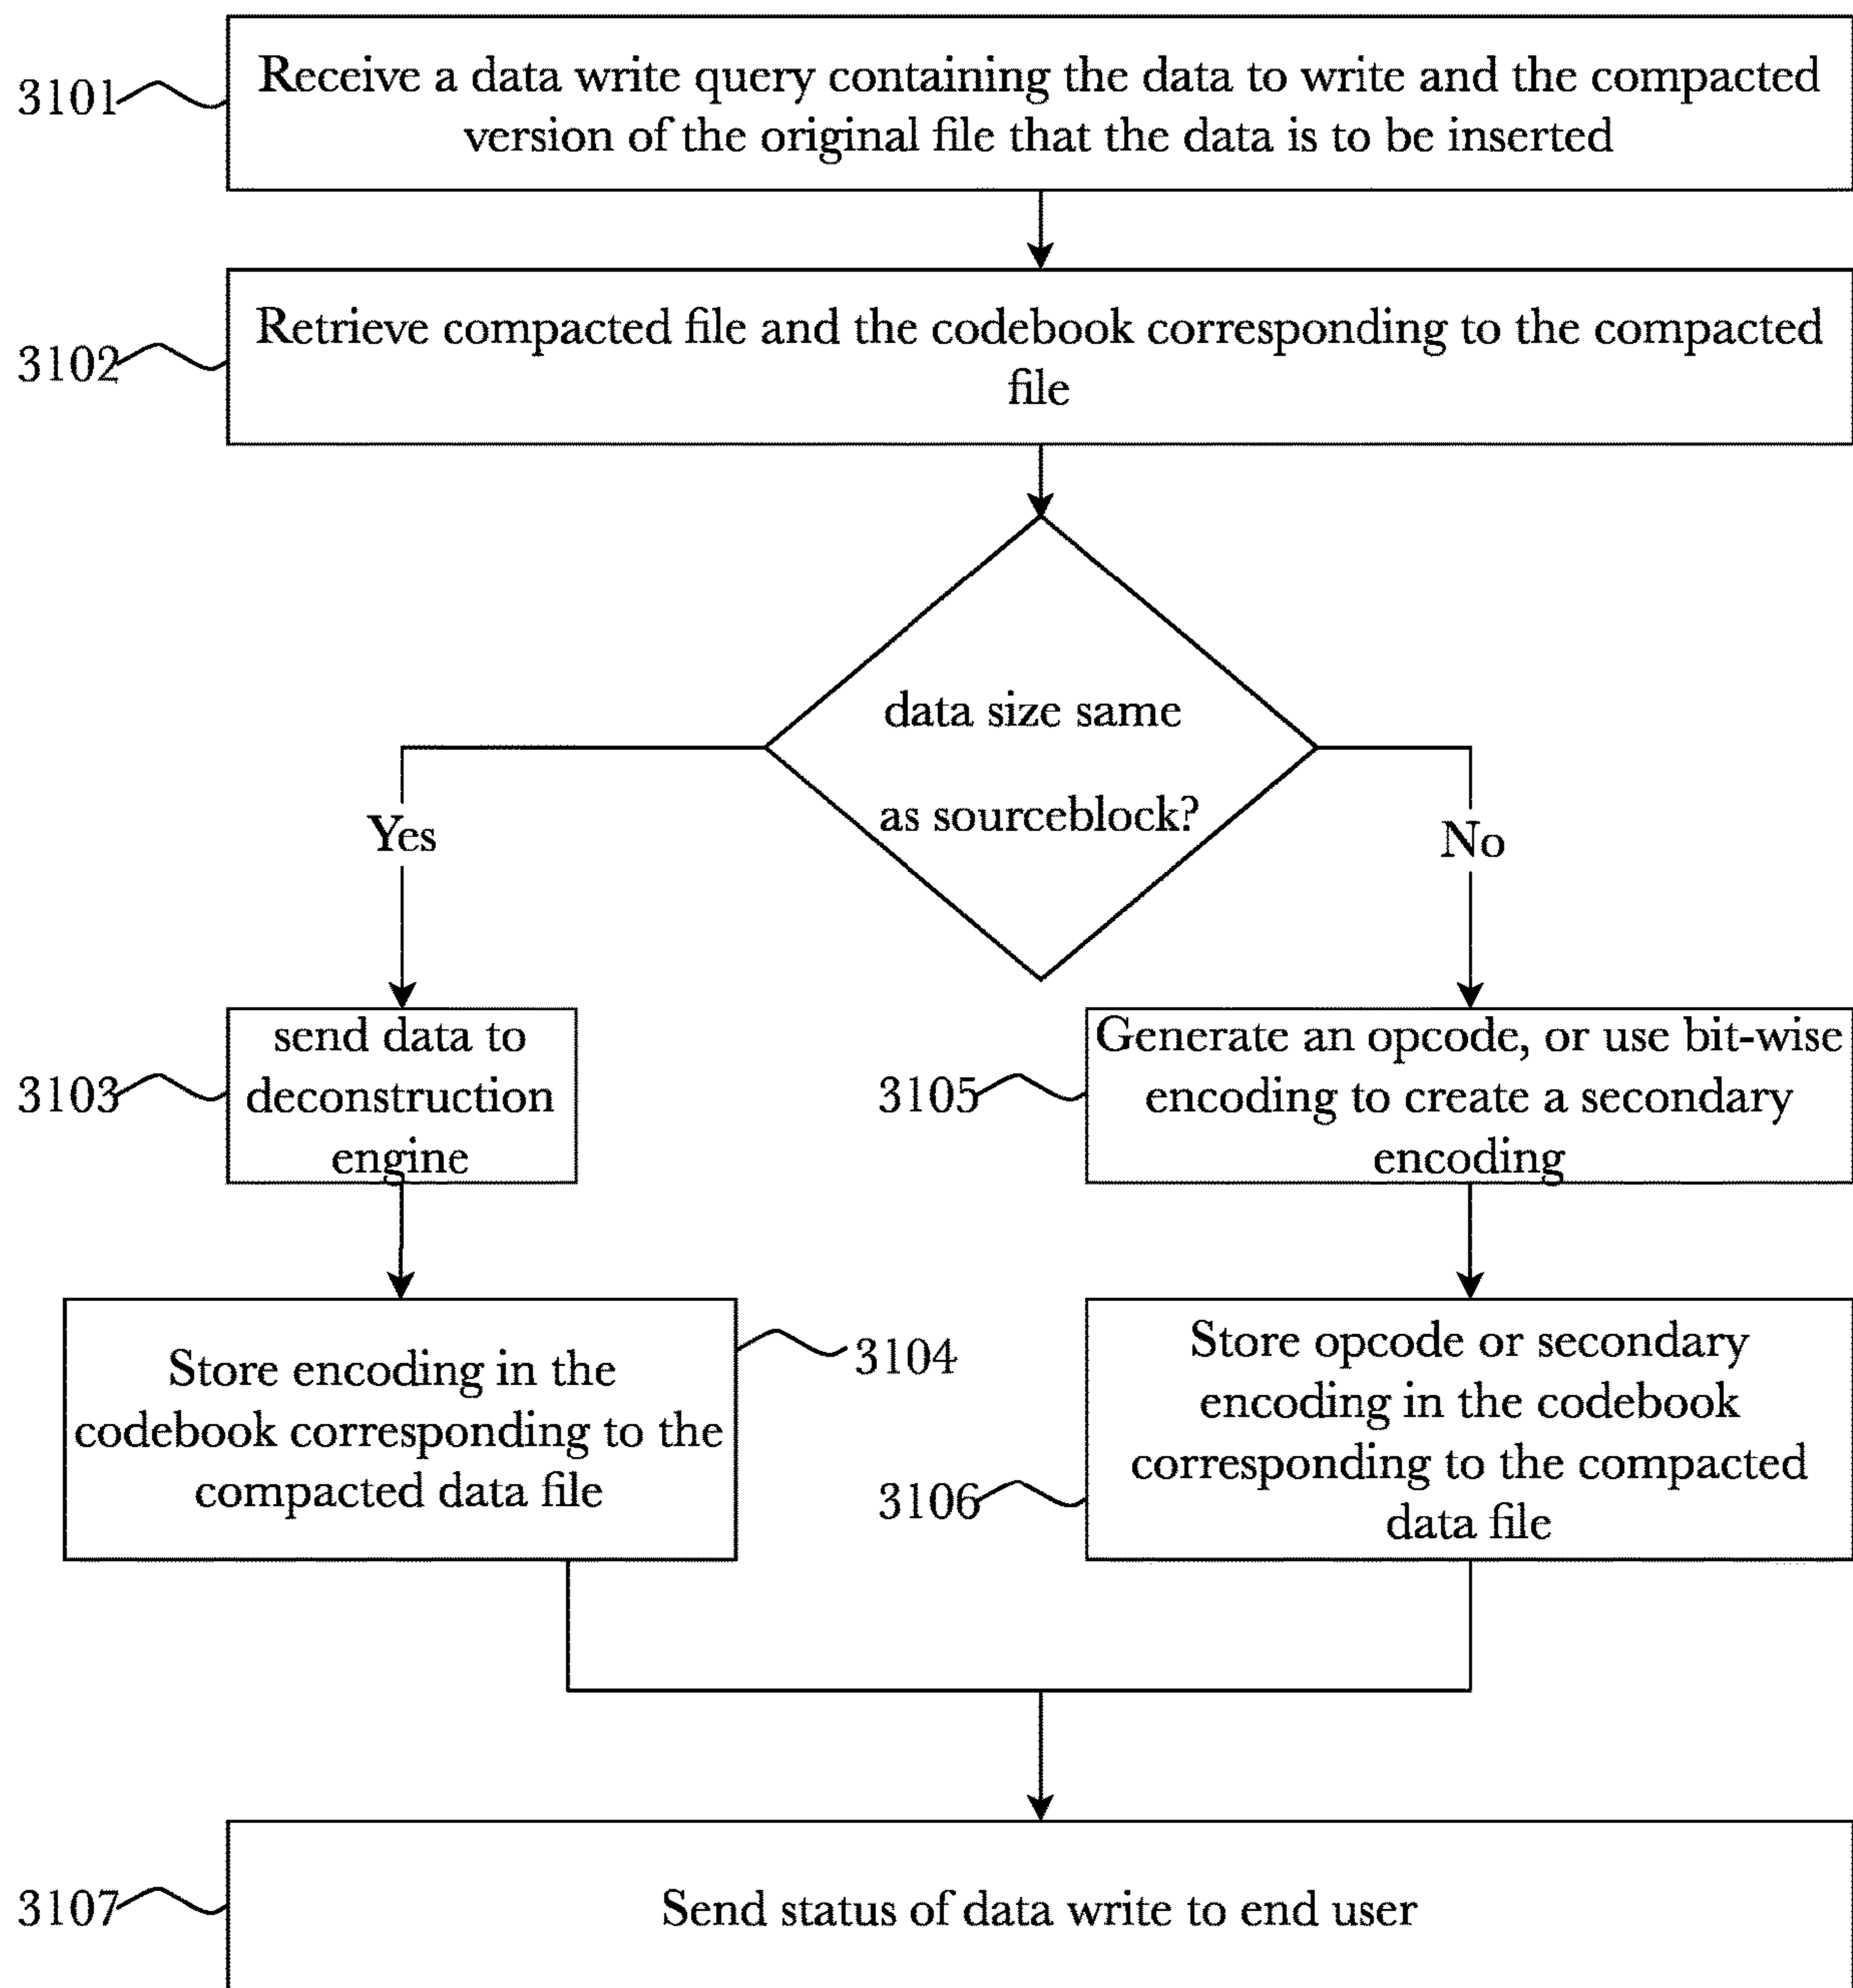 3101
Receive a data write query containing the data to write and the compacted
version of the original file that the data is to be inserted
3102
Retrieve compacted file and the codebook corresponding to the compacted
file
data size same
as sourceblock?
Yes
No
3103
send data to
deconstruction
engine
3105
Generate an opcode, or use bit-wise
encoding to create a secondary
encoding
Store encoding in the
codebook corresponding to the
compacted data file
3104
3106
Store opcode or secondary
encoding in the codebook
corresponding to the compacted
data file
3107
Send status of data write to end user